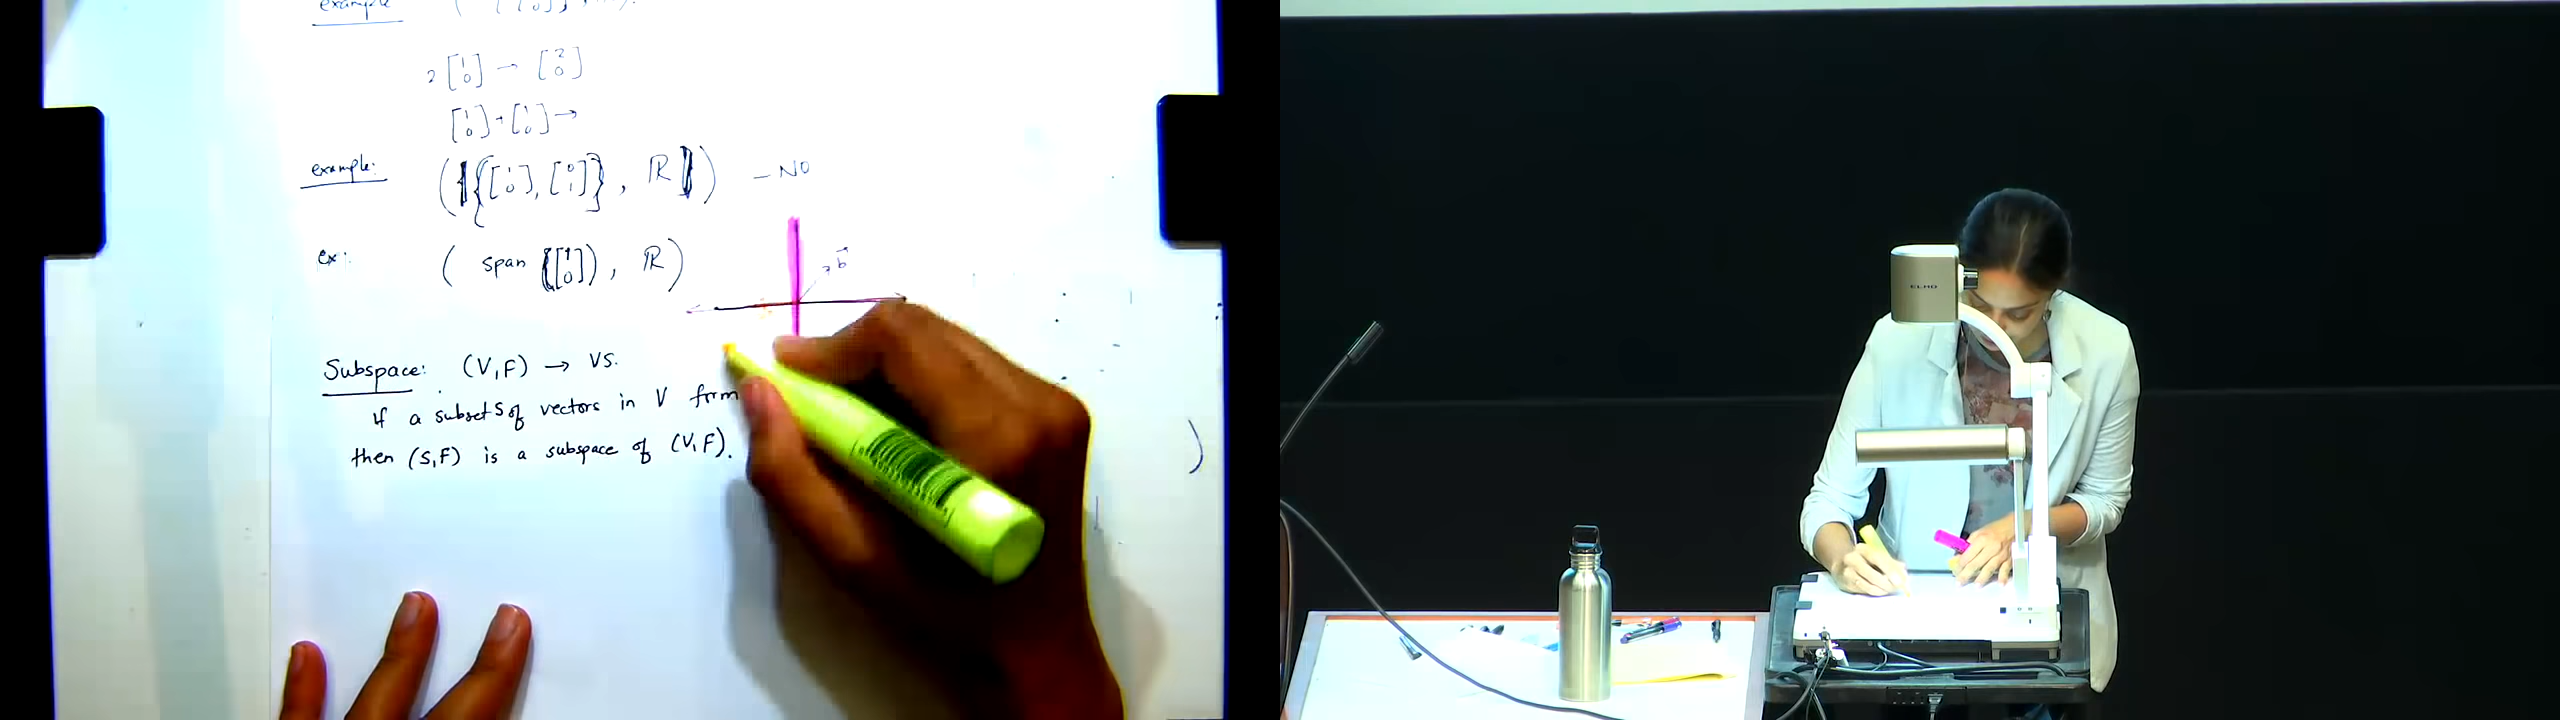 example
2 [1 0] → [2 0]
[1 0] + [1 0] →
example: ( { [1 0], [0 1] } , ℝ ) – NO
ex: ( span { [1 0] } , ℝ )
b
Subspace: (V, F) → VS.
If a subset S of vectors in V form
then (S, F) is a subspace of (V, F).
ELMO